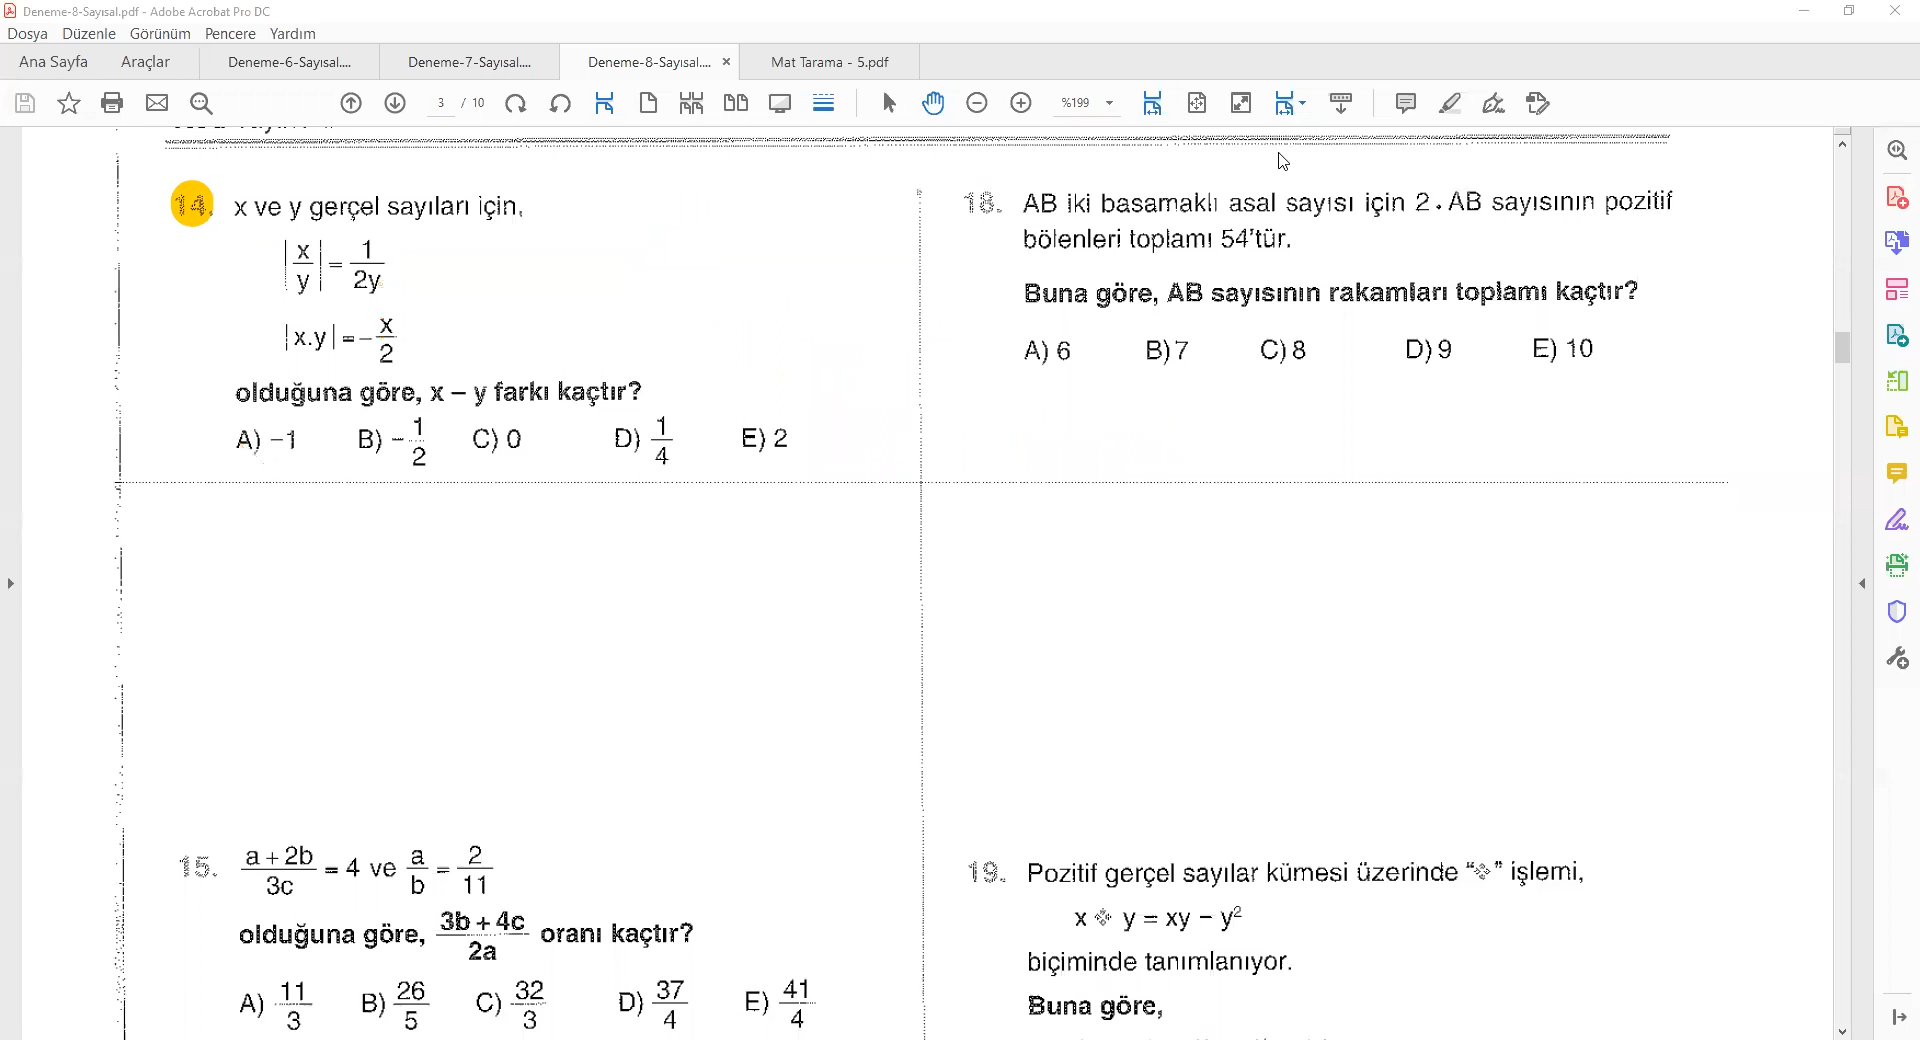 Deneme-8-Sayısal.pdf - Adobe Acrobat Pro DC
Dosya Düzenle Görünüm Pencere Yardım
Ana Sayfa Araçlar Deneme-6-Sayısal.... Deneme-7-Sayısal.... Deneme-8-Sayısal.... × Mat Tarama - 5.pdf
3 / 10 %199
14. x ve y gerçel sayıları için,
|x/y| = 1/2y
|x.y| = -x/2
olduğuna göre, x – y farkı kaçtır?
A) –1 B) –1/2 C) 0 D) 1/4 E) 2
15. a + 2b/3c = 4 ve a/b = 2/11
olduğuna göre, 3b + 4c/2a oranı kaçtır?
A) 11/3 B) 26/5 C) 32/3 D) 37/4 E) 41/4
18. AB iki basamaklı asal sayısı için 2 . AB sayısının pozitif
bölenleri toplamı 54'tür.
Buna göre, AB sayısının rakamları toplamı kaçtır?
A) 6 B) 7 C) 8 D) 9 E) 10
19. Pozitif gerçel sayılar kümesi üzerinde "❖" işlemi,
x ❖ y = xy – y²
biçiminde tanımlanıyor.
Buna göre,